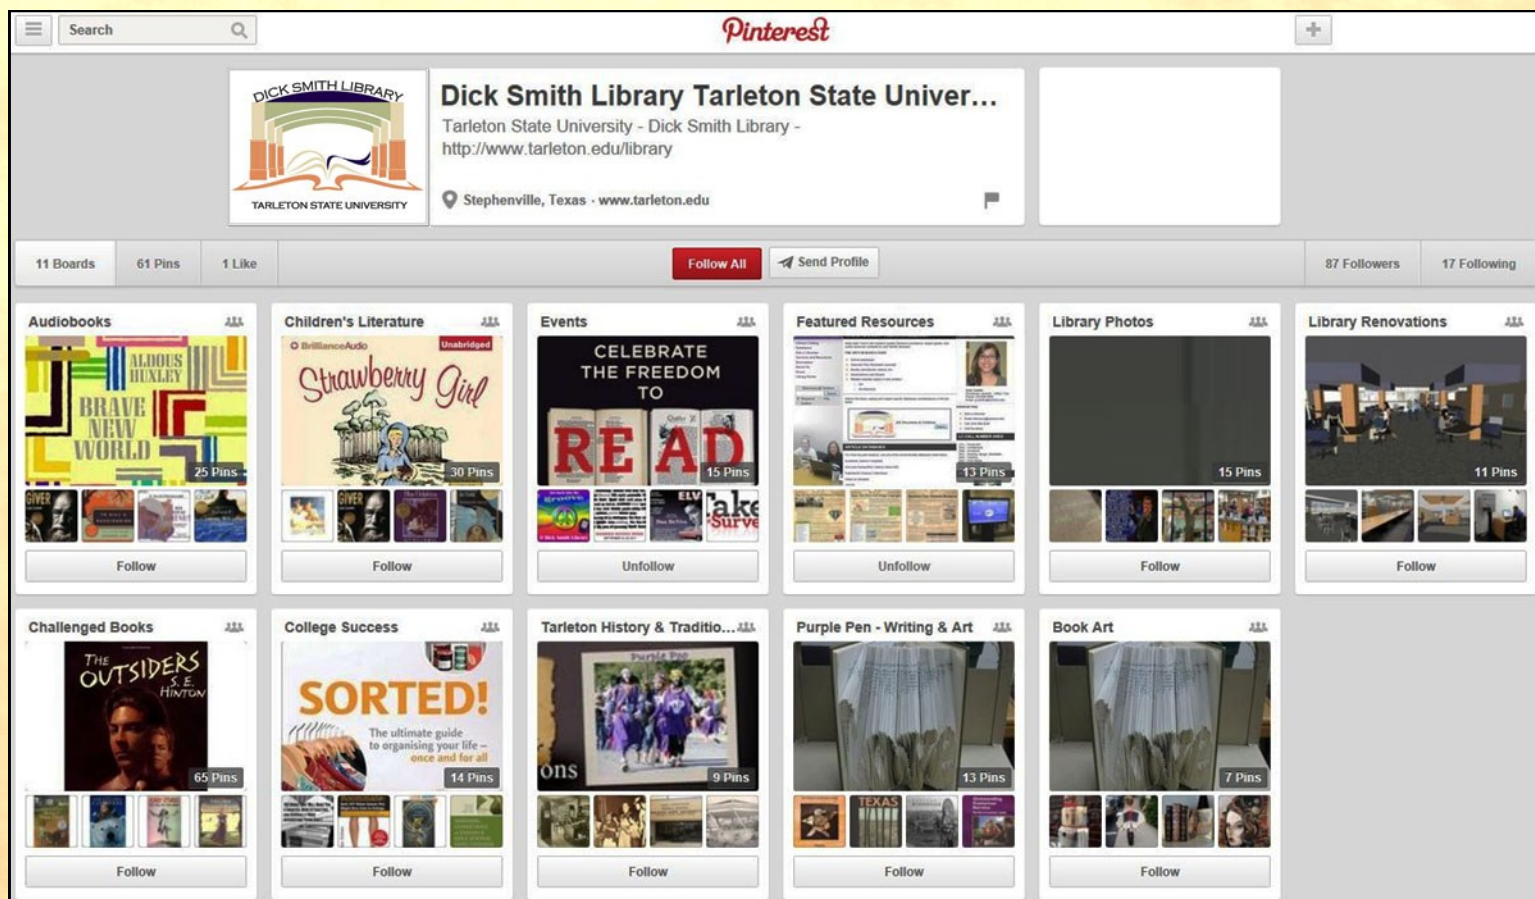 Search
Pinterest
DICK SMITH LIBRARY
TARLETON STATE UNIVERSITY
Dick Smith Library Tarleton State Univer...
Tarleton State University - Dick Smith Library -
http://www.tarleton.edu/library
Stephenville, Texas · www.tarleton.edu
11 Boards
61 Pins
1 Like
Follow All
Send Profile
87 Followers
17 Following
Audiobooks
ALDOUS
HUXLEY
BRAVE
NEW
WORLD
25 Pins
GIVER
Follow
Children's Literature
BrillianceAudio
Unabridged
Strawberry Girl
30 Pins
GIVER
Follow
Events
CELEBRATE
THE FREEDOM
TO
READ
15 Pins
groove
ELV
Take
Surve
Unfollow
Featured Resources
13 Pins
Unfollow
Library Photos
15 Pins
Follow
Library Renovations
11 Pins
Follow
Challenged Books
THE
OUTSIDERS
S. E.
HINTON
65 Pins
Follow
College Success
SORTED!
The ultimate guide
to organising your life –
once and for all
14 Pins
Follow
Tarleton History & Traditio...
Purple Poo
ons
9 Pins
Follow
Purple Pen - Writing & Art
13 Pins
TEXAS
Follow
Book Art
7 Pins
Follow